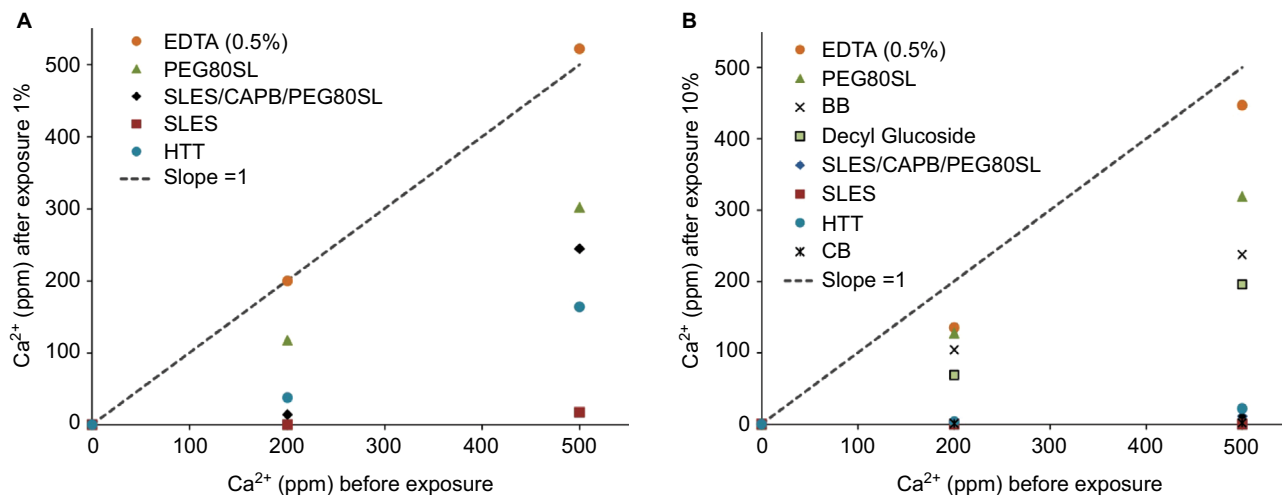 A
Ca²⁺ (ppm) after exposure 1%
500
400
300
200
100
0
EDTA (0.5%)
PEG80SL
SLES/CAPB/PEG80SL
SLES
HTT
Slope =1
0 100 200 300 400 500
Ca²⁺ (ppm) before exposure
B
Ca²⁺ (ppm) after exposure 10%
500
400
300
200
100
0
EDTA (0.5%)
PEG80SL
BB
Decyl Glucoside
SLES/CAPB/PEG80SL
SLES
HTT
CB
Slope =1
0 100 200 300 400 500
Ca²⁺ (ppm) before exposure